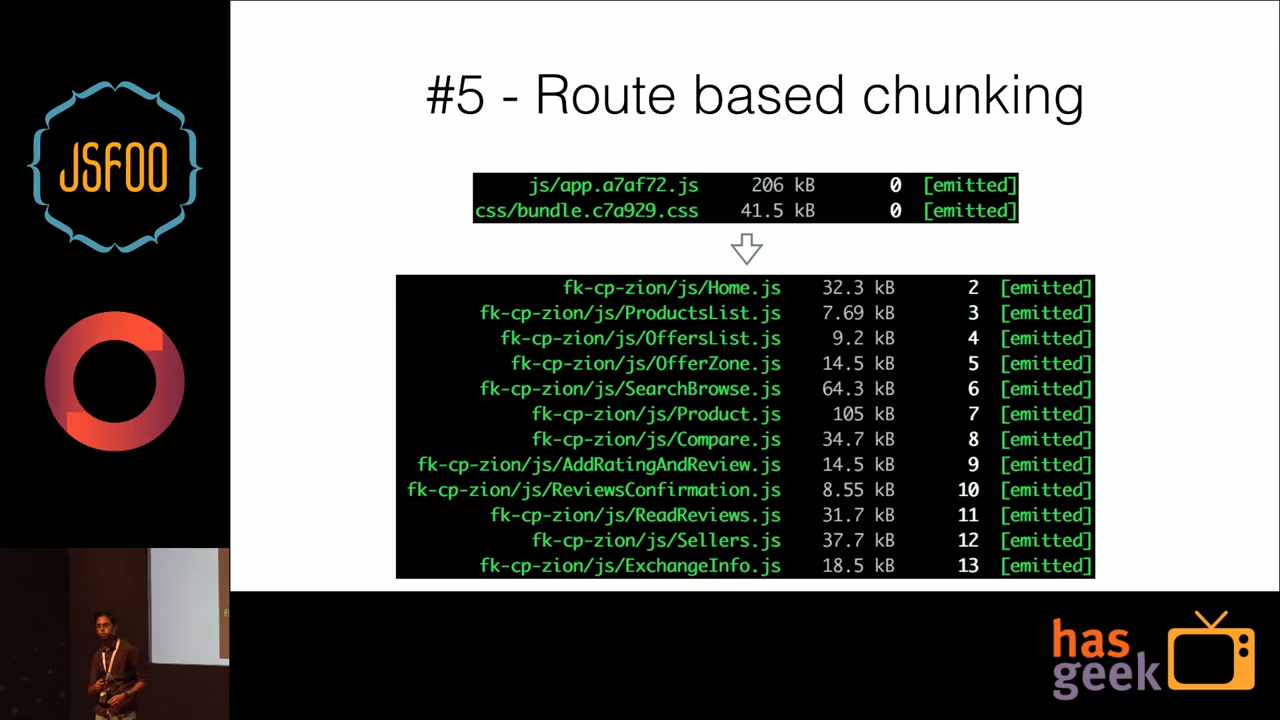 JSFOO
#5 - Route based chunking
js/app.a7af72.js 206 kB 0 [emitted]
css/bundle.c7a929.css 41.5 kB 0 [emitted]
fk-cp-zion/js/Home.js 32.3 kB 2 [emitted]
fk-cp-zion/js/ProductsList.js 7.69 kB 3 [emitted]
fk-cp-zion/js/OffersList.js 9.2 kB 4 [emitted]
fk-cp-zion/js/OfferZone.js 14.5 kB 5 [emitted]
fk-cp-zion/js/SearchBrowse.js 64.3 kB 6 [emitted]
fk-cp-zion/js/Product.js 105 kB 7 [emitted]
fk-cp-zion/js/Compare.js 34.7 kB 8 [emitted]
fk-cp-zion/js/AddRatingAndReview.js 14.5 kB 9 [emitted]
fk-cp-zion/js/ReviewsConfirmation.js 8.55 kB 10 [emitted]
fk-cp-zion/js/ReadReviews.js 31.7 kB 11 [emitted]
fk-cp-zion/js/Sellers.js 37.7 kB 12 [emitted]
fk-cp-zion/js/ExchangeInfo.js 18.5 kB 13 [emitted]
has
geek